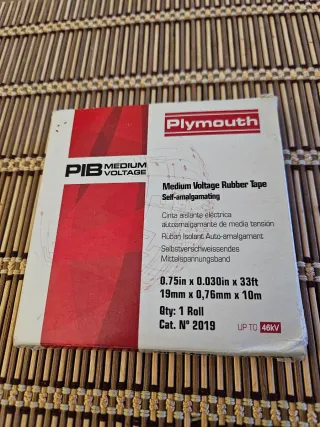 Plymouth
PIB MEDIUM VOLTAGE
Medium Voltage Rubber Tape
Self-amalgamating
Cinta aislante eléctrica
autoamalgamante de media tensión
Ruban Isolant Auto-amalgamant
Selbstverschweissendes
Mittelspannungsband
0.75in x 0.030in x 33ft
19mm x 0,76mm x 10m
Qty: 1 Roll
Cat. Nº 2019
UP TO 46kV